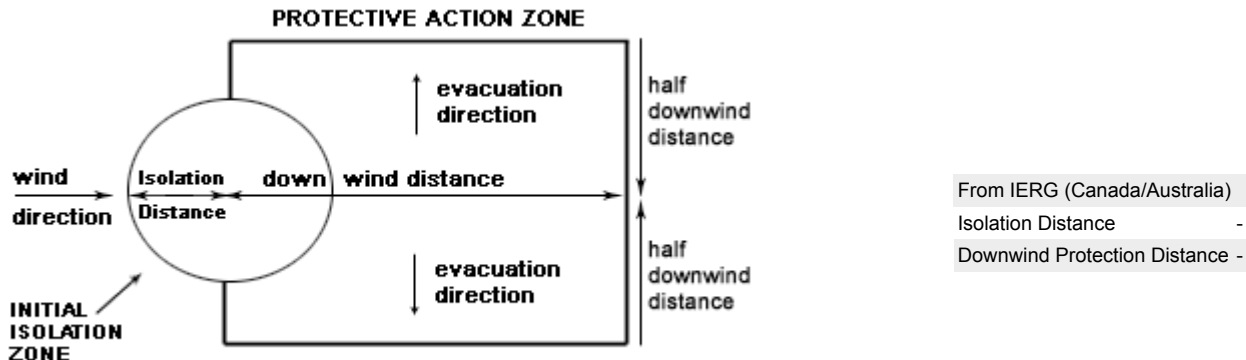 PROTECTIVE ACTION ZONE
evacuation
direction
half
downwind
distance
wind
direction
Isolation
Distance
down wind distance
evacuation
direction
half
downwind
distance
INITIAL
ISOLATION
ZONE
From IERG (Canada/Australia)
Isolation Distance -
Downwind Protection Distance -